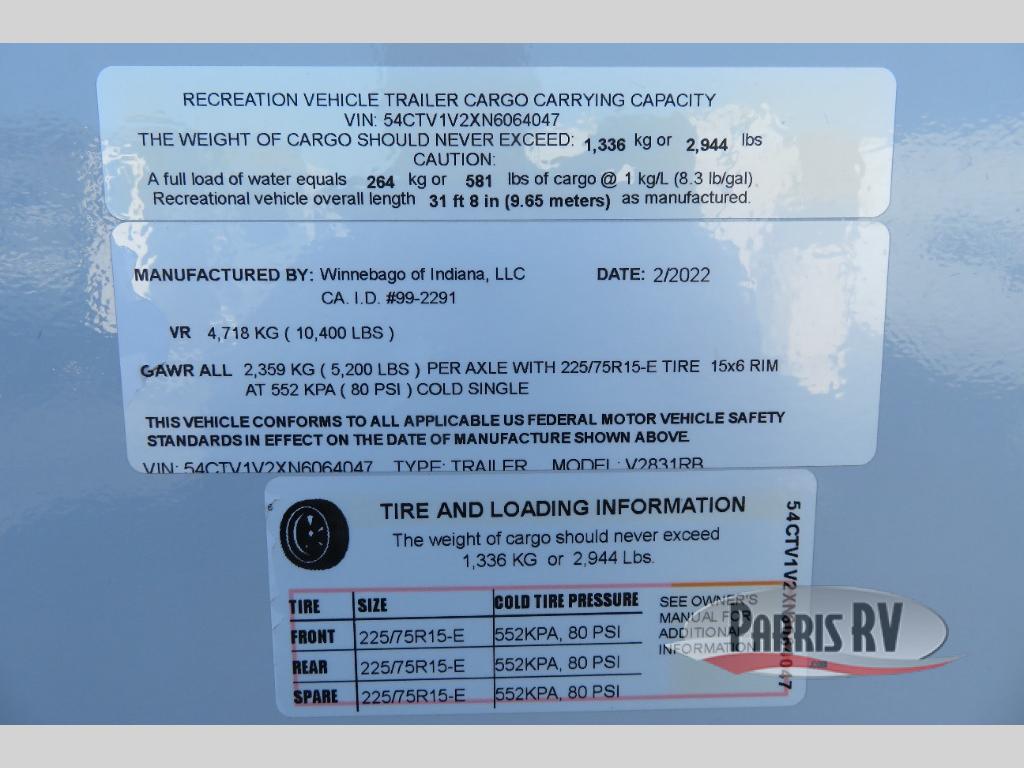 RECREATION VEHICLE TRAILER CARGO CARRYING CAPACITY
VIN: 54CTV1V2XN6064047
THE WEIGHT OF CARGO SHOULD NEVER EXCEED: 1,336 kg or 2,944 lbs
CAUTION:
A full load of water equals 264 kg or 581 lbs of cargo @ 1 kg/L (8.3 lb/gal)
Recreational vehicle overall length 31 ft 8 in (9.65 meters) as manufactured.
MANUFACTURED BY: Winnebago of Indiana, LLC DATE: 2/2022
CA. I.D. #99-2291
VR 4,718 KG ( 10,400 LBS )
GAWR ALL 2,359 KG ( 5,200 LBS ) PER AXLE WITH 225/75R15-E TIRE 15x6 RIM
AT 552 KPA ( 80 PSI ) COLD SINGLE
THIS VEHICLE CONFORMS TO ALL APPLICABLE US FEDERAL MOTOR VEHICLE SAFETY
STANDARDS IN EFFECT ON THE DATE OF MANUFACTURE SHOWN ABOVE.
VIN: 54CTV1V2XN6064047 TYPE: TRAILER MODEL: V2831RB
TIRE AND LOADING INFORMATION
The weight of cargo should never exceed
1,336 KG or 2,944 Lbs.
TIRE SIZE COLD TIRE PRESSURE
FRONT 225/75R15-E 552KPA, 80 PSI
REAR 225/75R15-E 552KPA, 80 PSI
SPARE 225/75R15-E 552KPA, 80 PSI
SEE OWNER'S
MANUAL FOR
ADDITIONAL
INFORMATION
54CTV1V2XN6064047
PARRIS RV
.com